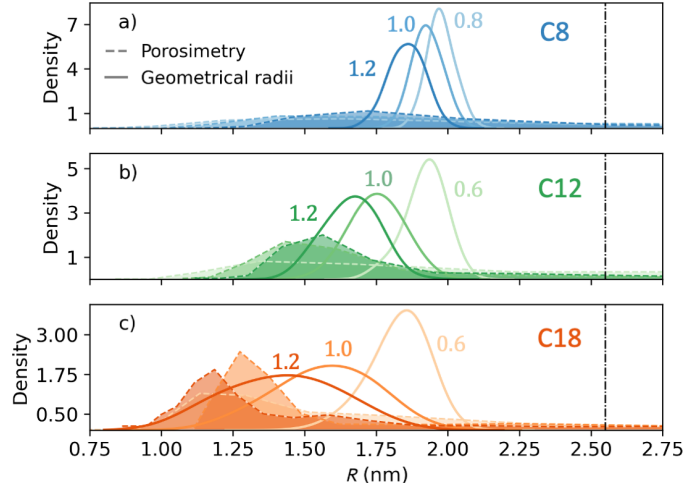 a)
Porosimetry
Geometrical radii
1.2
1.0
0.8
C8
Density
7
4
1
b)
1.2
1.0
0.6
C12
Density
5
3
1
c)
1.2
1.0
0.6
C18
Density
3.00
1.75
0.50
0.75 1.00 1.25 1.50 1.75 2.00 2.25 2.50 2.75
R (nm)